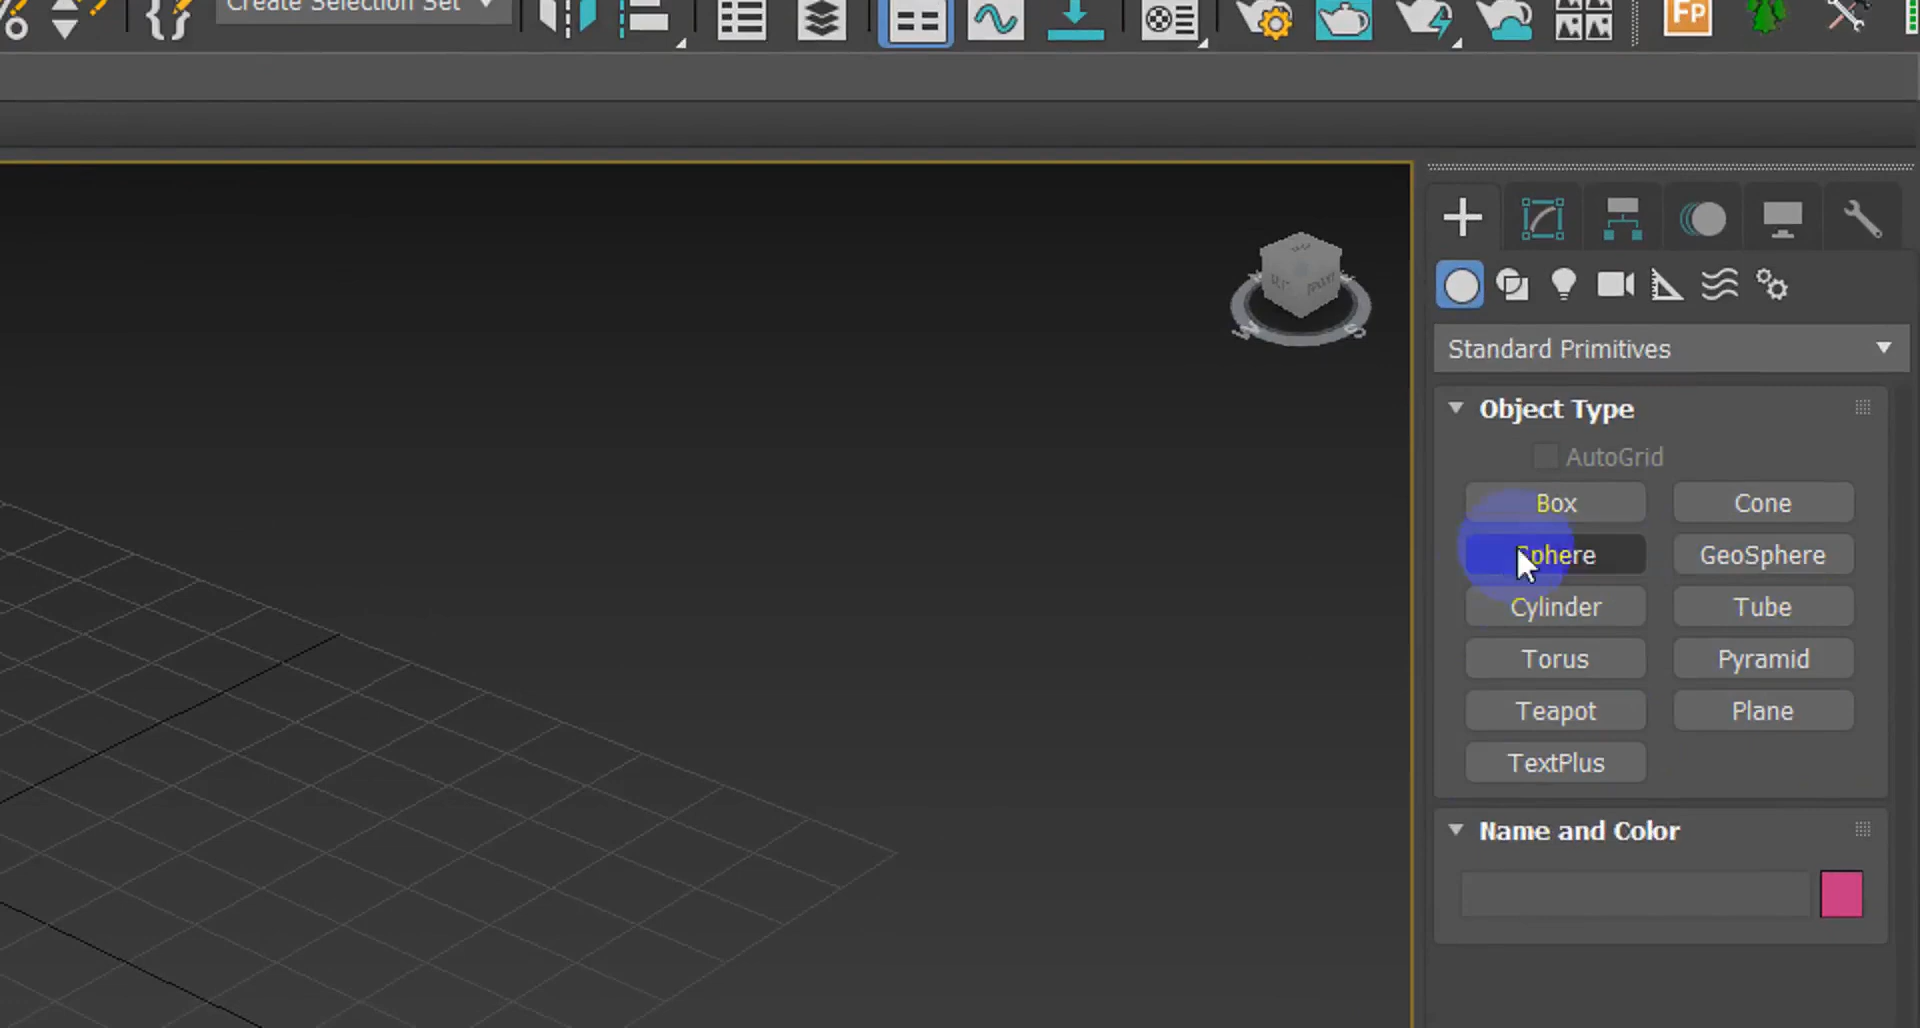 Create Selection Set
FP
W S
Standard Primitives
Object Type
AutoGrid
Box Cone
Sphere GeoSphere
Cylinder Tube
Torus Pyramid
Teapot Plane
TextPlus
Name and Color